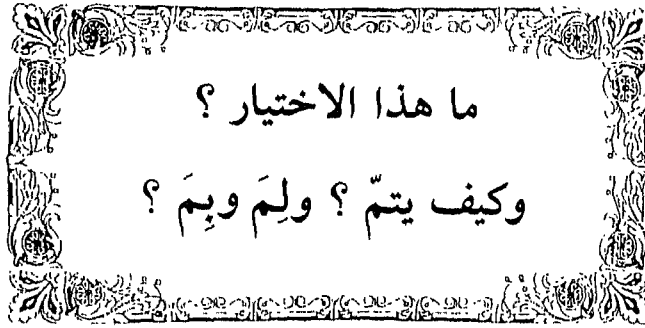 ما هذا الاختيار ؟
وكيف يتمّ ؟ ولِمَ وبِمَ ؟